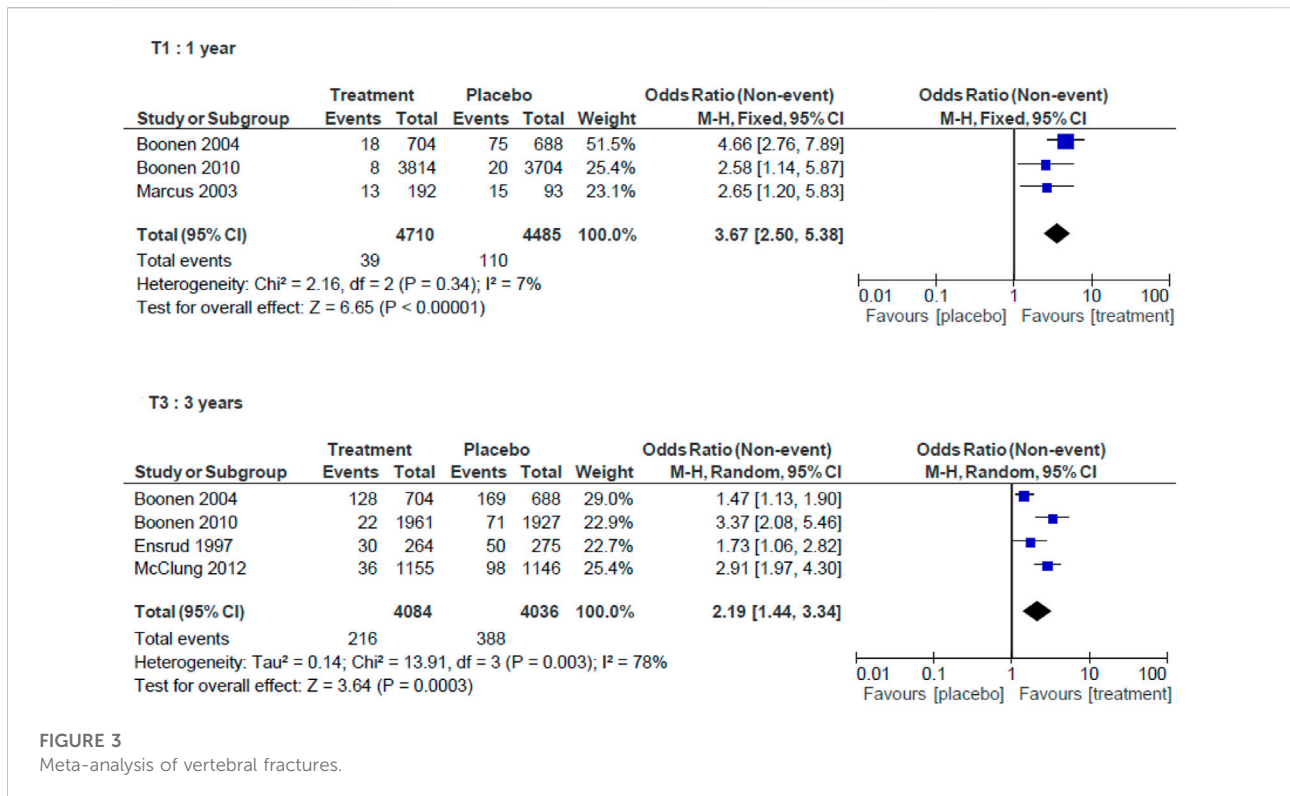 T1 : 1 year
Treatment Placebo Odds Ratio (Non-event) Odds Ratio (Non-event)
Study or Subgroup Events Total Events Total Weight M-H, Fixed, 95% CI M-H, Fixed, 95% CI
Boonen 2004 18 704 75 688 51.5% 4.66 [2.76, 7.89]
Boonen 2010 8 3814 20 3704 25.4% 2.58 [1.14, 5.87]
Marcus 2003 13 192 15 93 23.1% 2.65 [1.20, 5.83]
Total (95% CI) 4710 4485 100.0% 3.67 [2.50, 5.38]
Total events 39 110
Heterogeneity: Chi² = 2.16, df = 2 (P = 0.34); I² = 7%
Test for overall effect: Z = 6.65 (P < 0.00001)
0.01 0.1 1 10 100
Favours [placebo] Favours [treatment]
T3 : 3 years
Treatment Placebo Odds Ratio (Non-event) Odds Ratio (Non-event)
Study or Subgroup Events Total Events Total Weight M-H, Random, 95% CI M-H, Random, 95% CI
Boonen 2004 128 704 169 688 29.0% 1.47 [1.13, 1.90]
Boonen 2010 22 1961 71 1927 22.9% 3.37 [2.08, 5.46]
Ensrud 1997 30 264 50 275 22.7% 1.73 [1.06, 2.82]
McClung 2012 36 1155 98 1146 25.4% 2.91 [1.97, 4.30]
Total (95% CI) 4084 4036 100.0% 2.19 [1.44, 3.34]
Total events 216 388
Heterogeneity: Tau² = 0.14; Chi² = 13.91, df = 3 (P = 0.003); I² = 78%
Test for overall effect: Z = 3.64 (P = 0.0003)
0.01 0.1 1 10 100
Favours [placebo] Favours [treatment]
FIGURE 3
Meta-analysis of vertebral fractures.